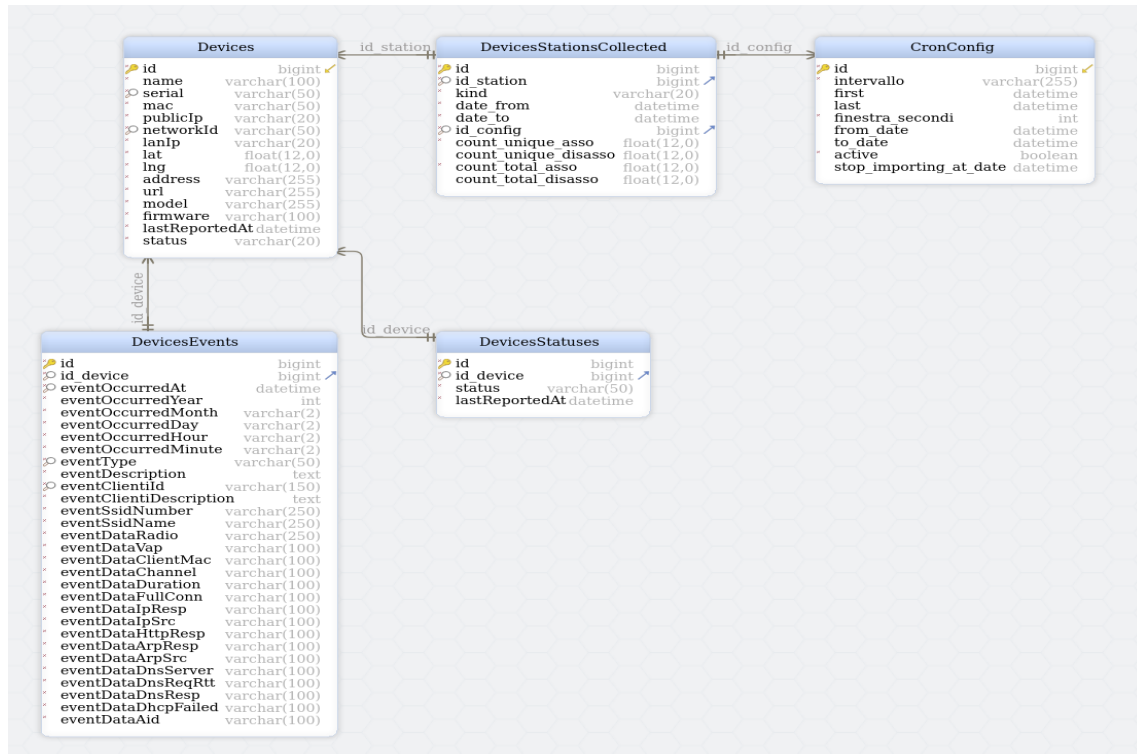 Devices
id bigint
name varchar(100)
serial varchar(50)
mac varchar(50)
publicIp varchar(20)
networkId varchar(50)
lanIp varchar(20)
lat float(12,0)
lng float(12,0)
address varchar(255)
url varchar(255)
model varchar(255)
firmware varchar(100)
lastReportedAt datetime
status varchar(20)
id_station
DevicesStationsCollected
id bigint
id_station bigint
kind varchar(20)
date_from datetime
date_to datetime
id_config bigint
count_unique_asso float(12,0)
count_unique_disasso float(12,0)
count_total_asso float(12,0)
count_total_disasso float(12,0)
id_config
CronConfig
id bigint
intervallo varchar(255)
first datetime
last datetime
finestra_secondi int
from_date datetime
to_date datetime
active boolean
stop_importing_at_date datetime
id_device
DevicesEvents
id bigint
id_device bigint
eventOccurredAt datetime
eventOccurredYear int
eventOccurredMonth varchar(2)
eventOccurredDay varchar(2)
eventOccurredHour varchar(2)
eventOccurredMinute varchar(2)
eventType varchar(50)
eventDescription text
eventClientiId varchar(150)
eventClientiDescription text
eventSsidNumber varchar(250)
eventSsidName varchar(250)
eventDataRadio varchar(250)
eventDataVap varchar(100)
eventDataClientMac varchar(100)
eventDataChannel varchar(100)
eventDataDuration varchar(100)
eventDataFullConn varchar(100)
eventDataIpResp varchar(100)
eventDataIpSrc varchar(100)
eventDataHttpResp varchar(100)
eventDataArpResp varchar(100)
eventDataArpSrc varchar(100)
eventDataDnsServer varchar(100)
eventDataDnsReqRtt varchar(100)
eventDataDnsResp varchar(100)
eventDataDhcpFailed varchar(100)
eventDataAid varchar(100)
id_device
DevicesStatuses
id bigint
id_device bigint
status varchar(50)
lastReportedAt datetime